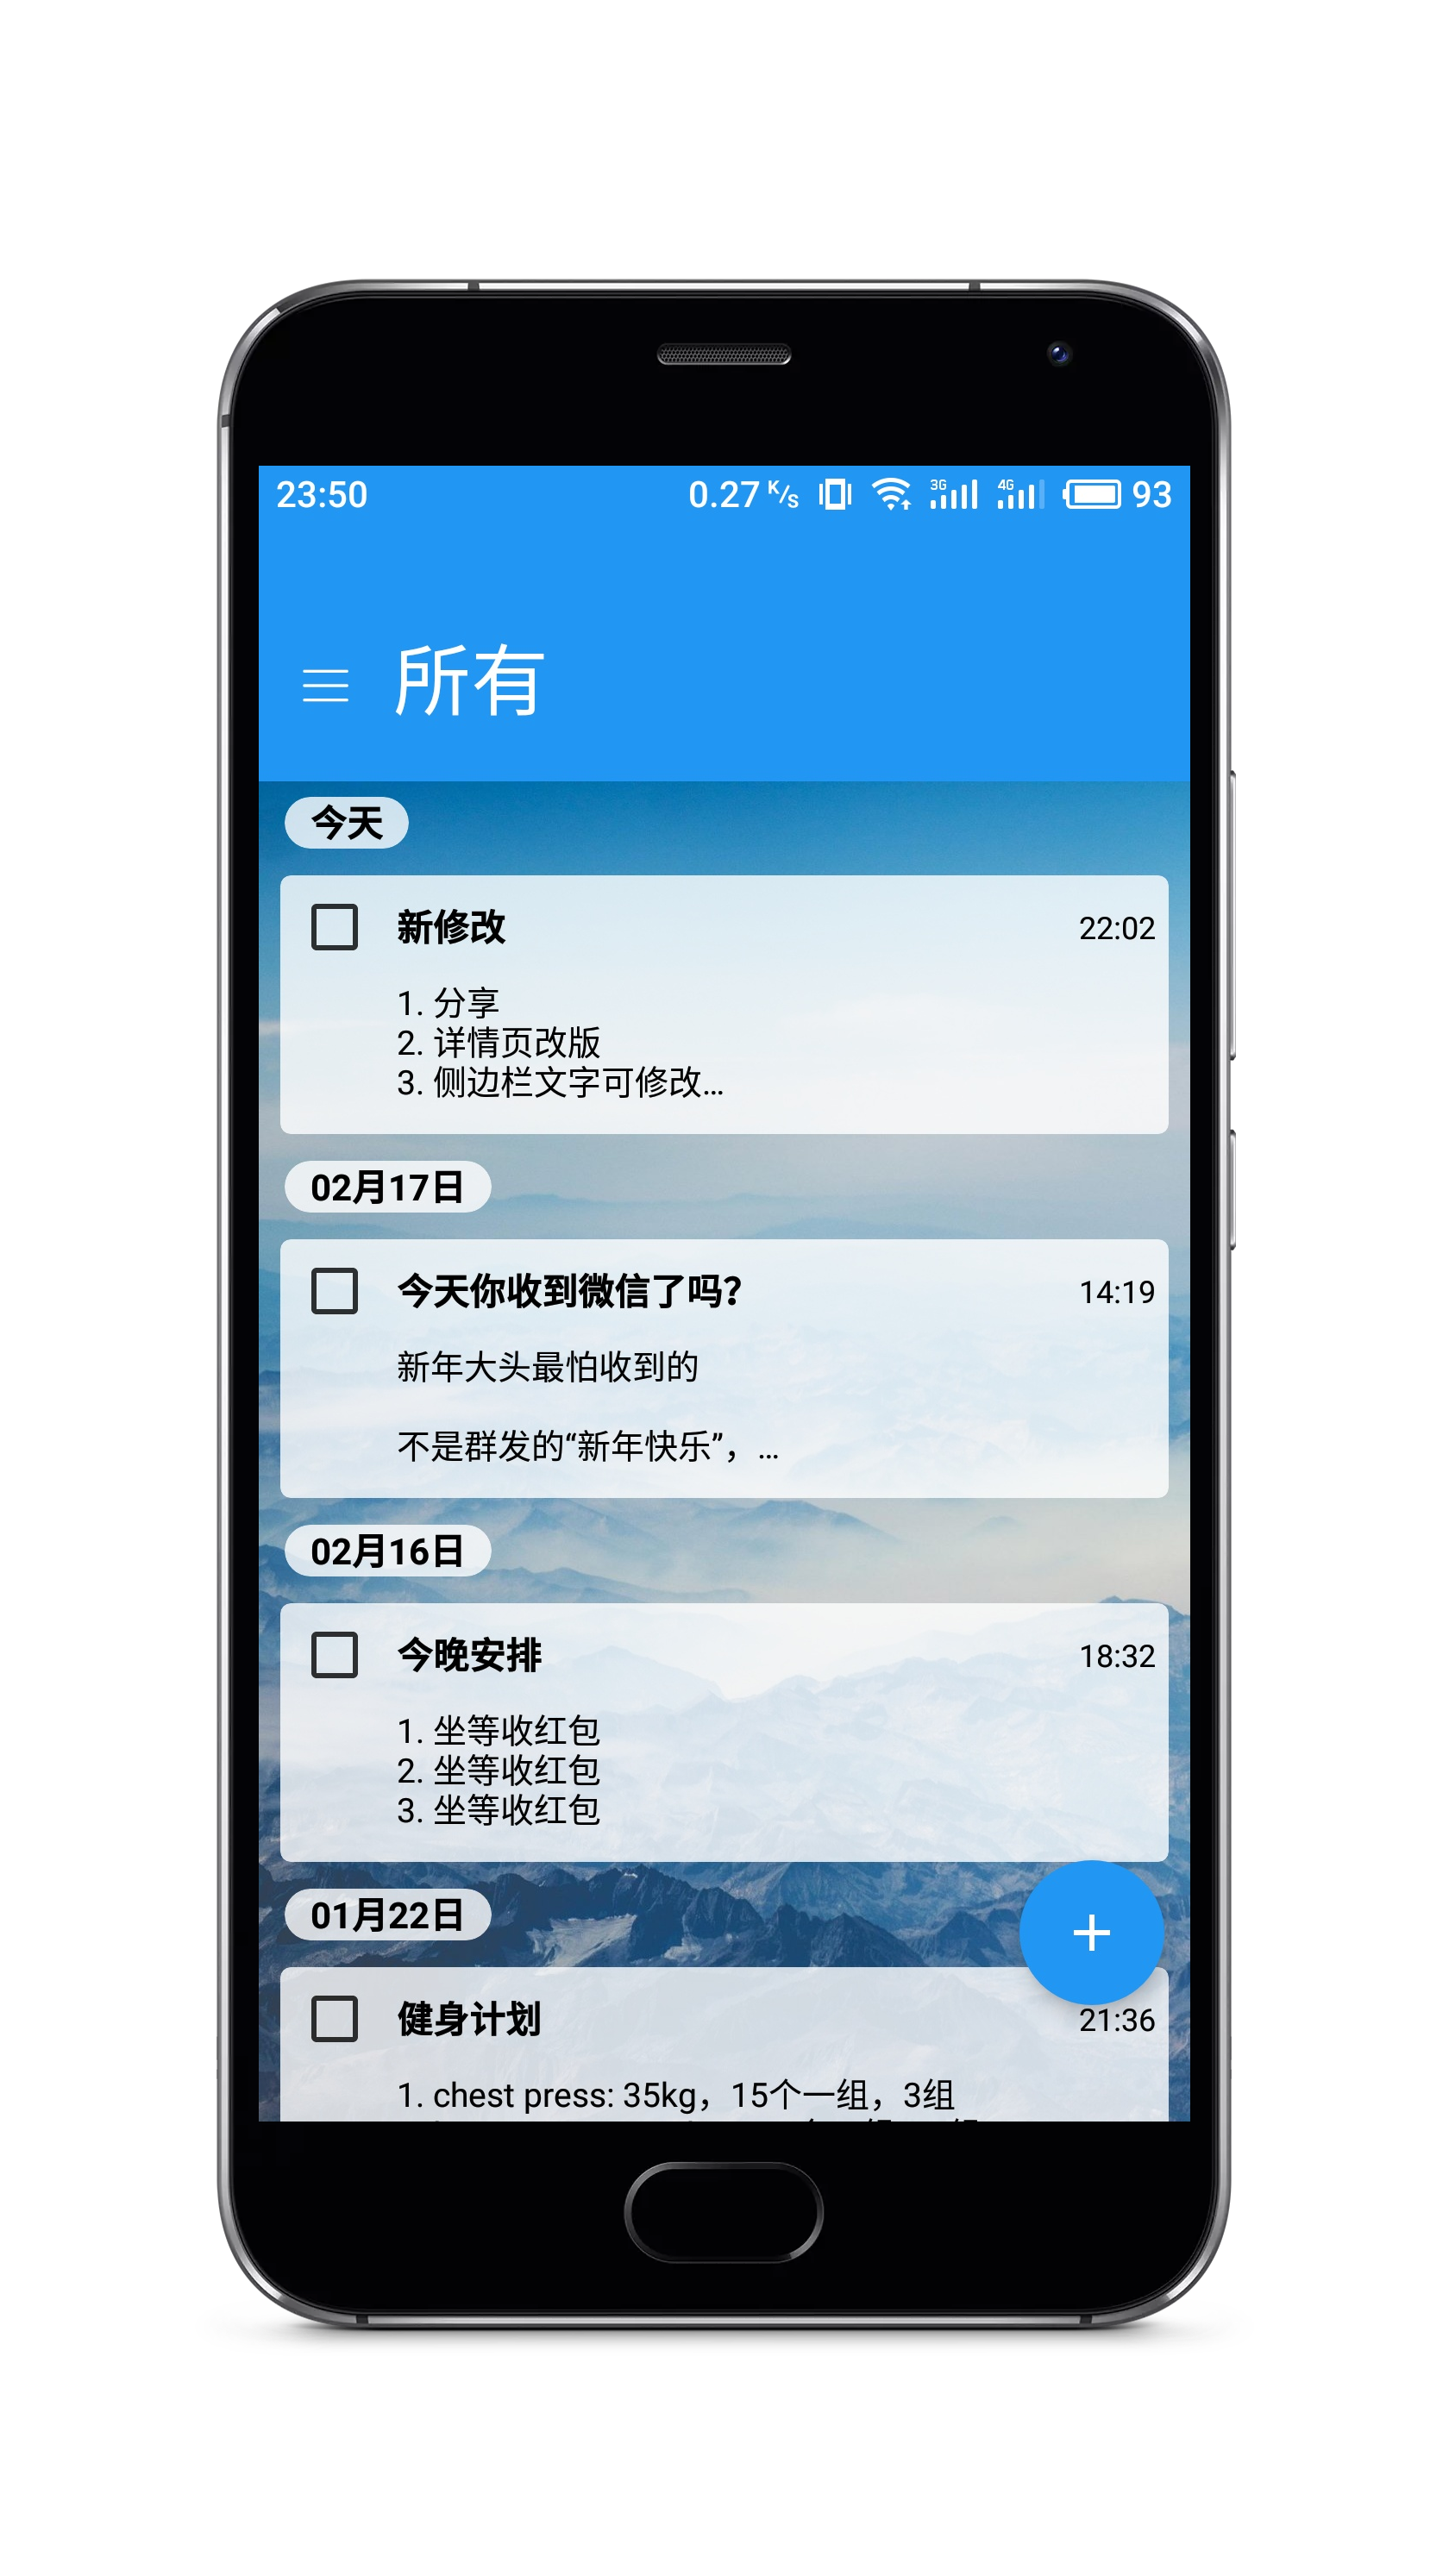 23:50 0.27 K/s 3G 4G 93
所有
今天
新修改 22:02
1. 分享
2. 详情页改版
3. 侧边栏文字可修改...
02月17日
今天你收到微信了吗？ 14:19
新年大头最怕收到的
不是群发的“新年快乐”，...
02月16日
今晚安排 18:32
1. 坐等收红包
2. 坐等收红包
3. 坐等收红包
01月22日
健身计划 21:36
1. chest press: 35kg，15个一组，3组